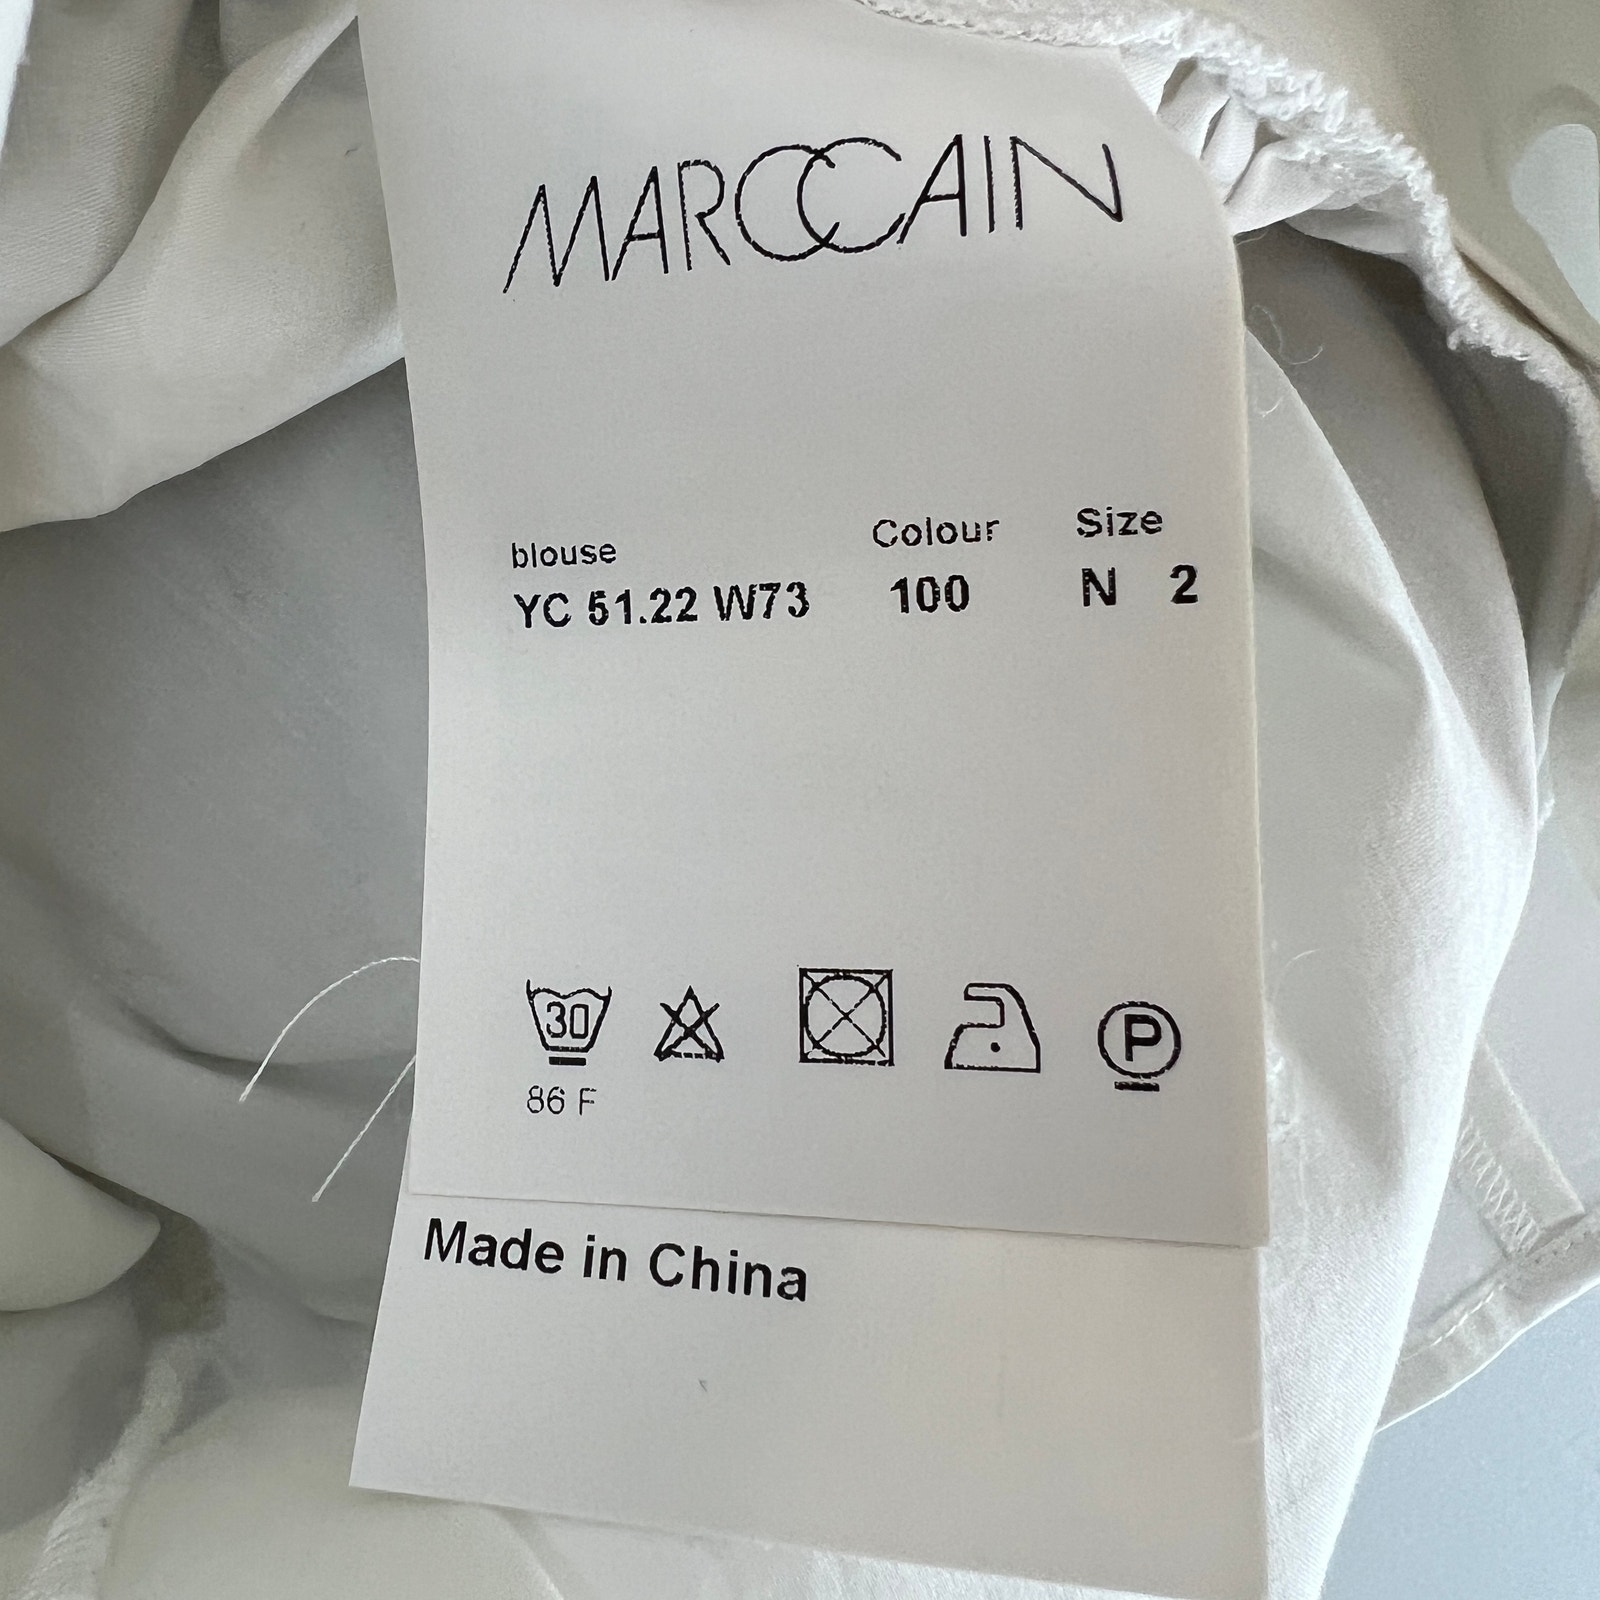 MARCCAIN
blouse Colour Size
YC 51.22 W73 100 N 2
30 P
86 F
Made in China